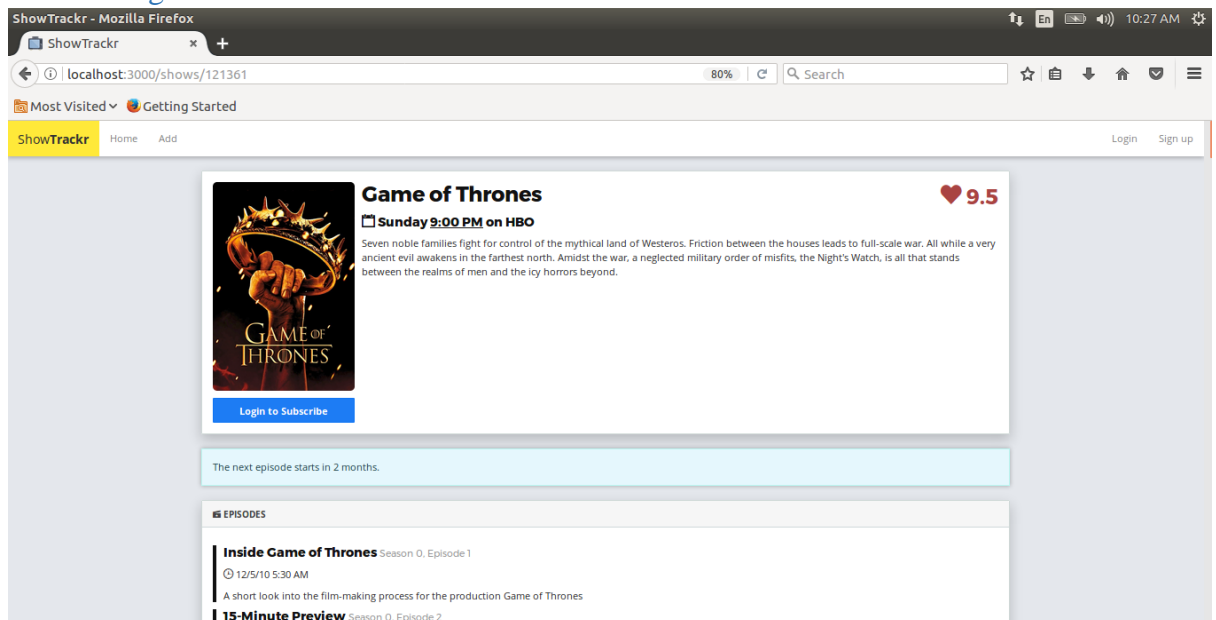 ShowTrackr - Mozilla Firefox
En
10:27 AM
ShowTrackr × +
localhost:3000/shows/121361
80%
Search
Most Visited
Getting Started
ShowTrackr
Home
Add
Login
Sign up
GAME OF
THRONES
Login to Subscribe
Game of Thrones
9.5
Sunday 9:00 PM on HBO
Seven noble families fight for control of the mythical land of Westeros. Friction between the houses leads to full-scale war. All while a very
ancient evil awakens in the farthest north. Amidst the war, a neglected military order of misfits, the Night's Watch, is all that stands
between the realms of men and the icy horrors beyond.
The next episode starts in 2 months.
EPISODES
Inside Game of Thrones Season 0, Episode 1
12/5/10 5:30 AM
A short look into the film-making process for the production Game of Thrones
15-Minute Preview Season 0, Episode 2